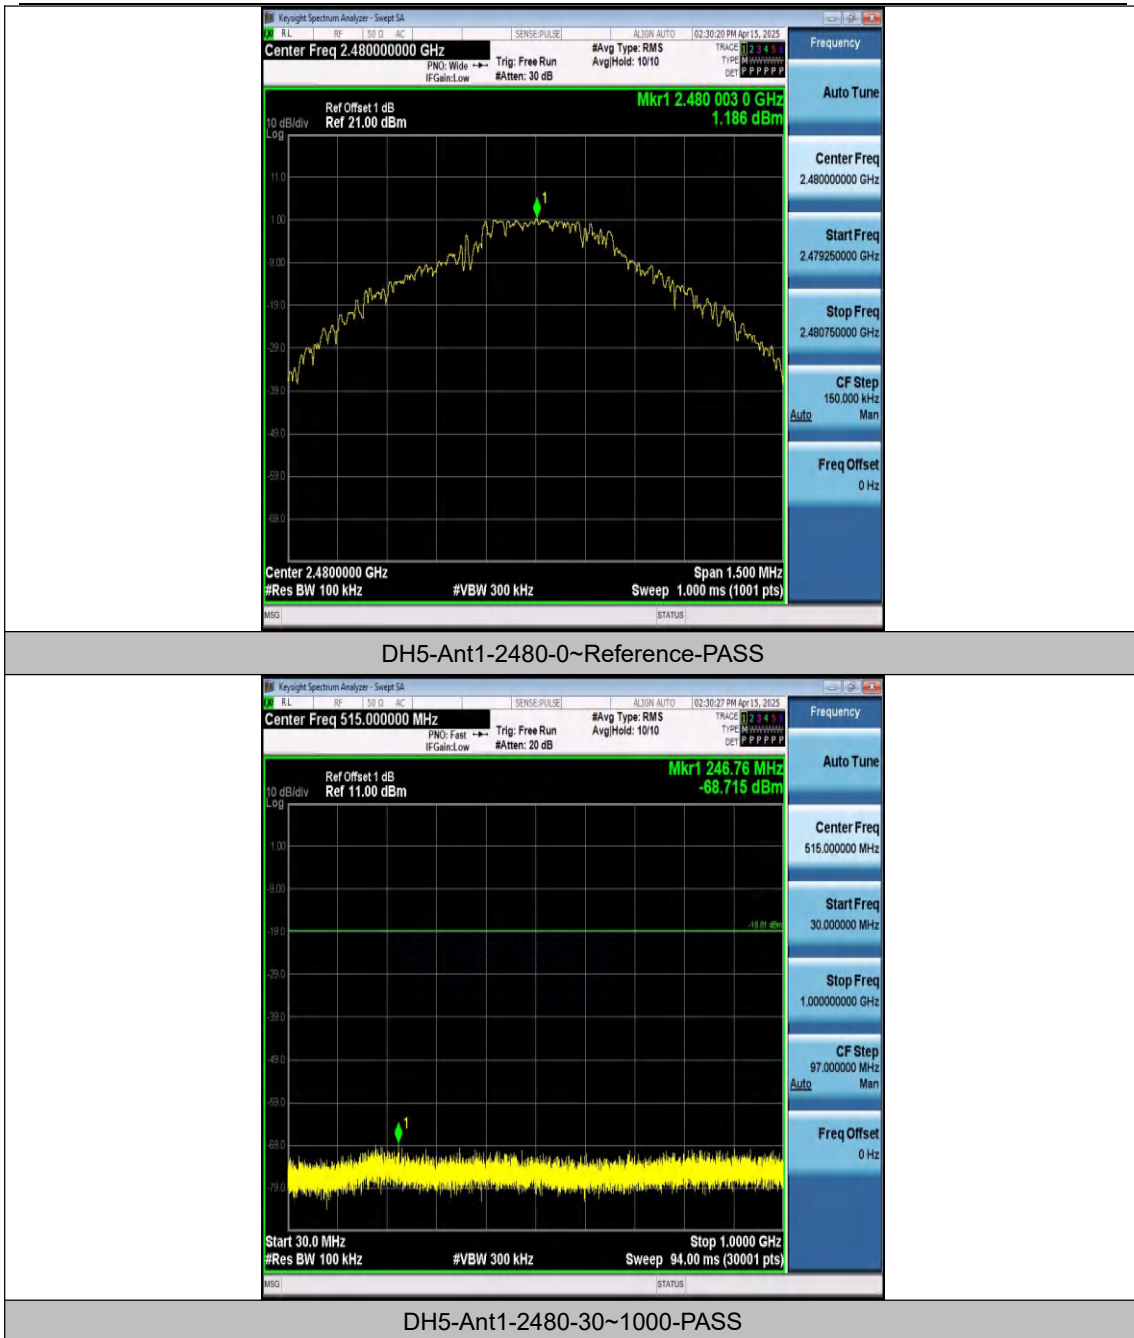 Keysight Spectrum Analyzer - Swept SA
RL RF 50 Ω AC SENSE:PULSE ALIGN AUTO 02:30:20 PM Apr 15, 2025
Center Freq 2.480000000 GHz
PNO: Wide
IFGain:Low
Trig: Free Run
#Atten: 30 dB
#Avg Type: RMS
Avg|Hold: 10/10
TRACE 1 2 3 4 5 6
TYPE M W W W W W
DET P P P P P P
Frequency
Auto Tune
Mkr1 2.480 003 0 GHz
1.186 dBm
Ref Offset 1 dB
10 dB/div Ref 21.00 dBm
Log
11.0
1.00
-9.00
-19.0
-29.0
-39.0
-49.0
-59.0
-69.0
1
Center Freq
2.480000000 GHz
Start Freq
2.479250000 GHz
Stop Freq
2.480750000 GHz
CF Step
150.000 kHz
Auto Man
Freq Offset
0 Hz
Center 2.4800000 GHz Span 1.500 MHz
#Res BW 100 kHz #VBW 300 kHz Sweep 1.000 ms (1001 pts)
MSG STATUS
DH5-Ant1-2480-0~Reference-PASS
Keysight Spectrum Analyzer - Swept SA
RL RF 50 Ω AC SENSE:PULSE ALIGN AUTO 02:30:27 PM Apr 15, 2025
Center Freq 515.000000 MHz
PNO: Fast
IFGain:Low
Trig: Free Run
#Atten: 20 dB
#Avg Type: RMS
Avg|Hold: 10/10
TRACE 1 2 3 4 5 6
TYPE M W W W W W
DET P P P P P P
Frequency
Auto Tune
Mkr1 246.76 MHz
-68.715 dBm
Ref Offset 1 dB
10 dB/div Ref 11.00 dBm
Log
1.00
-9.00
-19.0
-29.0
-39.0
-49.0
-59.0
-69.0
-79.0
-18.81 dBm
1
Center Freq
515.000000 MHz
Start Freq
30.000000 MHz
Stop Freq
1.000000000 GHz
CF Step
97.000000 MHz
Auto Man
Freq Offset
0 Hz
Start 30.0 MHz Stop 1.0000 GHz
#Res BW 100 kHz #VBW 300 kHz Sweep 94.00 ms (30001 pts)
MSG STATUS
DH5-Ant1-2480-30~1000-PASS